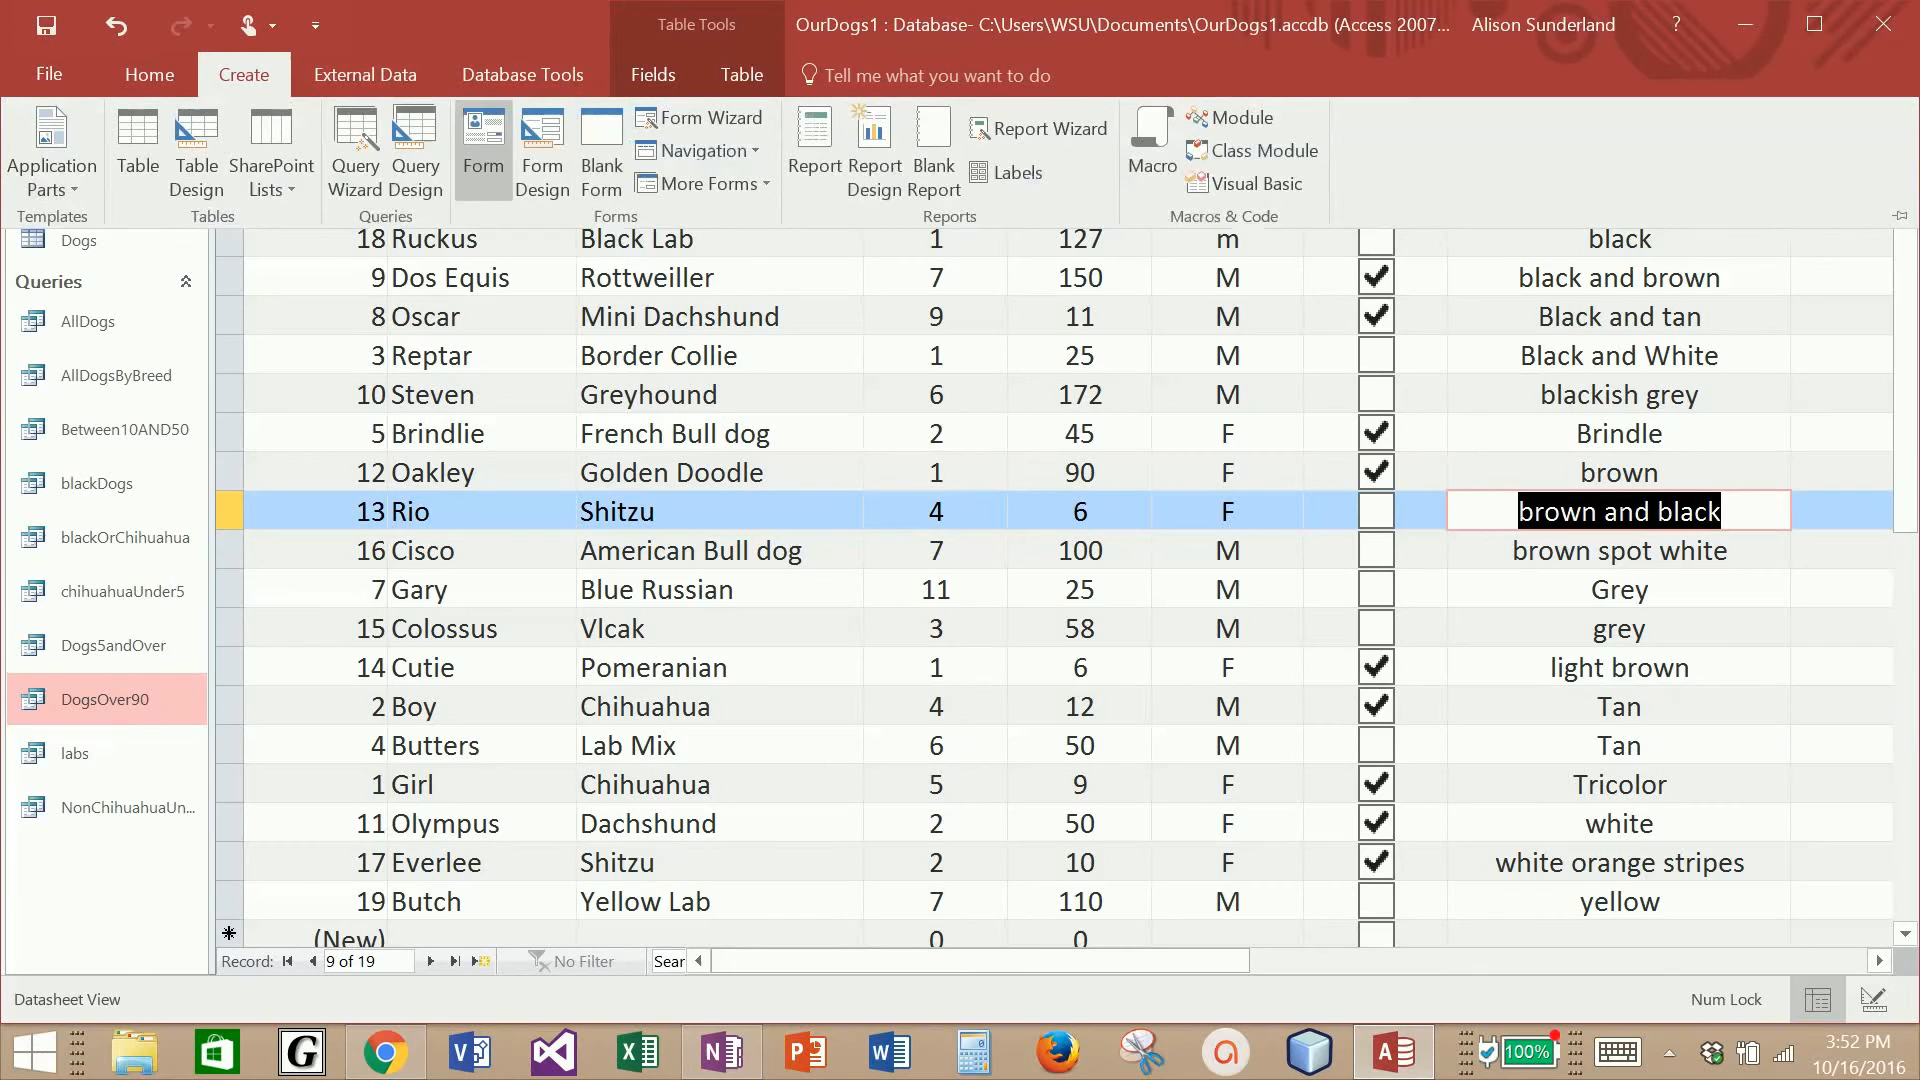 Table Tools
OurDogs1 : Database- C:\Users\WSU\Documents\OurDogs1.accdb (Access 2007...
Alison Sunderland
?
File Home Create External Data Database Tools Fields Table Tell me what you want to do
Application Parts
Templates
Table
Table Design
SharePoint Lists
Tables
Query Wizard
Query Design
Queries
Form
Form Design
Blank Form
Form Wizard
Navigation
More Forms
Forms
Report
Report Design
Blank Report
Report Wizard
Labels
Reports
Macro
Module
Class Module
Visual Basic
Macros & Code
Dogs
Queries
AllDogs
AllDogsByBreed
Between10AND50
blackDogs
blackOrChihuahua
chihuahuaUnder5
Dogs5andOver
DogsOver90
labs
NonChihuahuaUn...
18 Ruckus Black Lab 1 127 m black
9 Dos Equis Rottweiller 7 150 M black and brown
8 Oscar Mini Dachshund 9 11 M Black and tan
3 Reptar Border Collie 1 25 M Black and White
10 Steven Greyhound 6 172 M blackish grey
5 Brindlie French Bull dog 2 45 F Brindle
12 Oakley Golden Doodle 1 90 F brown
13 Rio Shitzu 4 6 F brown and black
16 Cisco American Bull dog 7 100 M brown spot white
7 Gary Blue Russian 11 25 M Grey
15 Colossus Vlcak 3 58 M grey
14 Cutie Pomeranian 1 6 F light brown
2 Boy Chihuahua 4 12 M Tan
4 Butters Lab Mix 6 50 M Tan
1 Girl Chihuahua 5 9 F Tricolor
11 Olympus Dachshund 2 50 F white
17 Everlee Shitzu 2 10 F white orange stripes
19 Butch Yellow Lab 7 110 M yellow
(New) 0 0
Record: 9 of 19 No Filter Sear
Datasheet View
Num Lock
100%
3:52 PM
10/16/2016